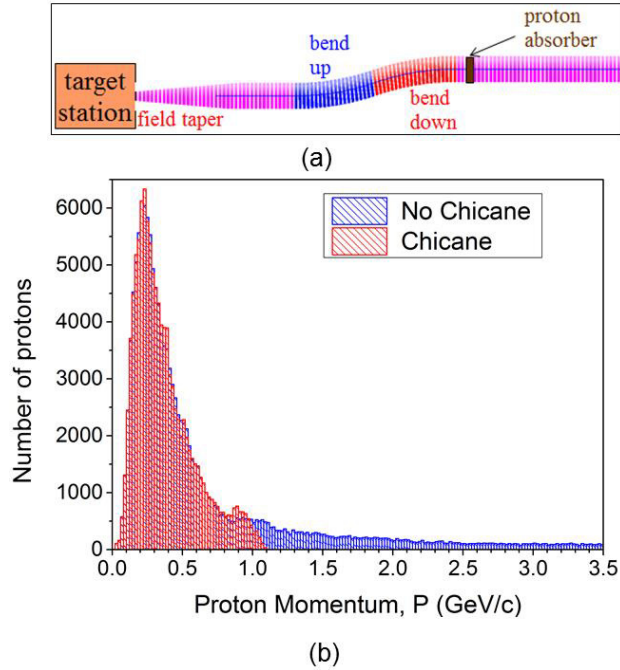 target
station
field taper
bend
up
bend
down
proton
absorber
(a)
No Chicane
Chicane
Number of protons
6000
5000
4000
3000
2000
1000
0
0.0 0.5 1.0 1.5 2.0 2.5 3.0 3.5
Proton Momentum, P (GeV/c)
(b)